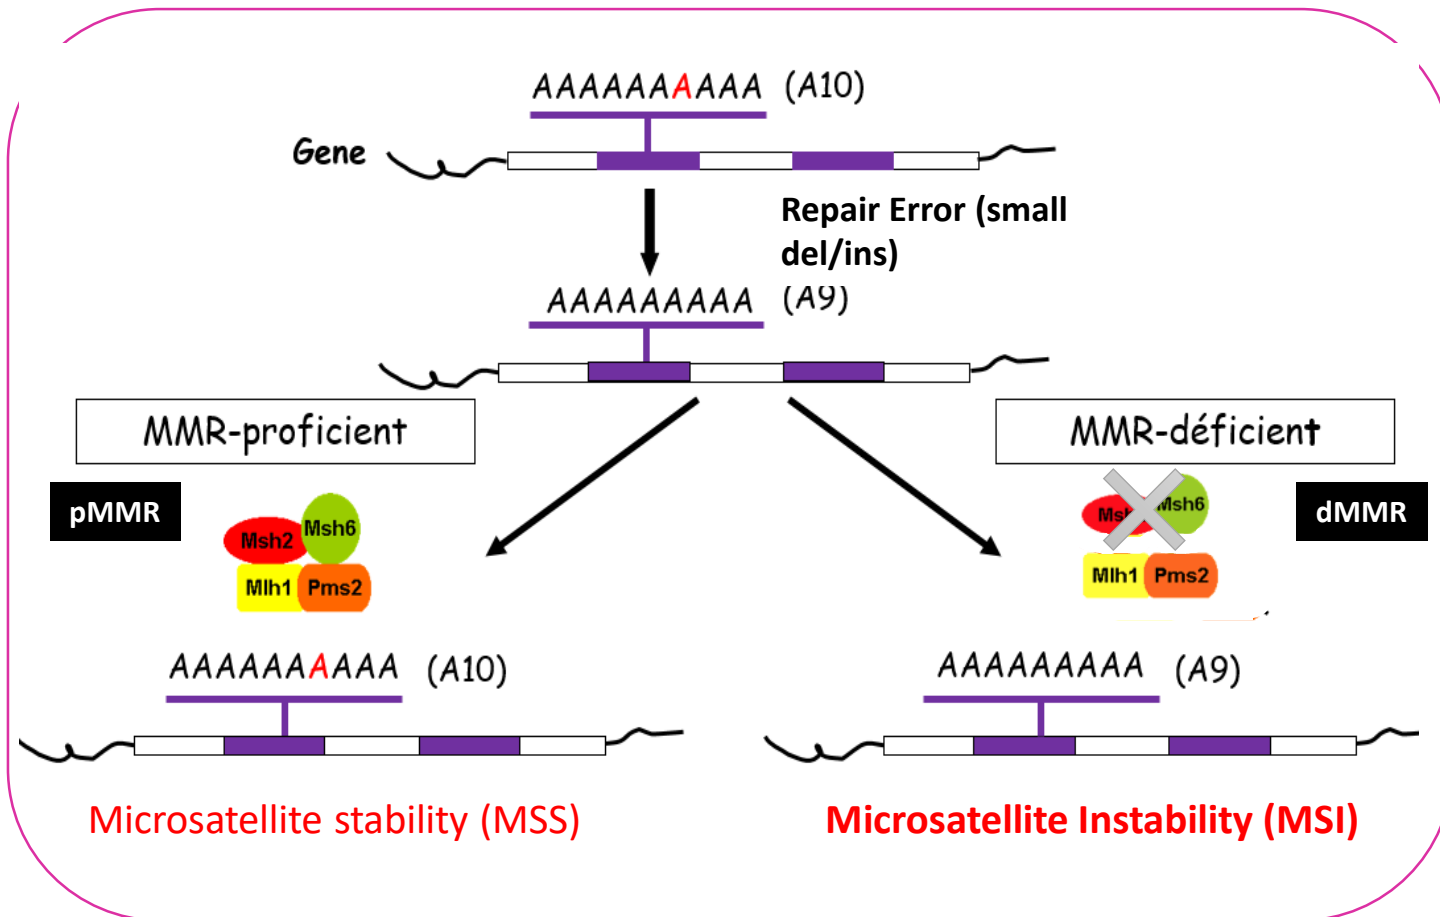 AAAAAAAAAA (A10)
Gene
Repair Error (small
del/ins)
AAAAAAAAA (A9)
MMR-proficient
MMR-déficient
pMMR
Msh2 Msh6
Mlh1 Pms2
Msh6
Mlh1 Pms2
dMMR
AAAAAAAAAA (A10)
AAAAAAAAA (A9)
Microsatellite stability (MSS)
Microsatellite Instability (MSI)